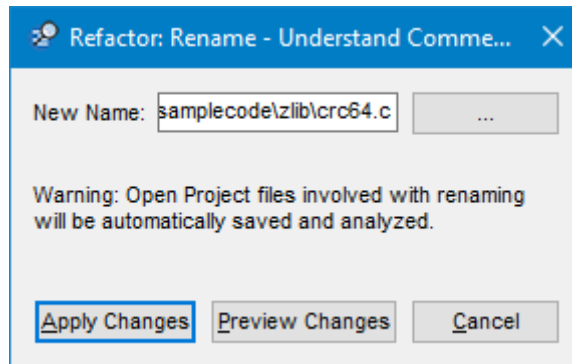 Refactor: Rename - Understand Comme...
New Name: samplecode\zlib\crc64.c ...
Warning: Open Project files involved with renaming
will be automatically saved and analyzed.
Apply Changes Preview Changes Cancel